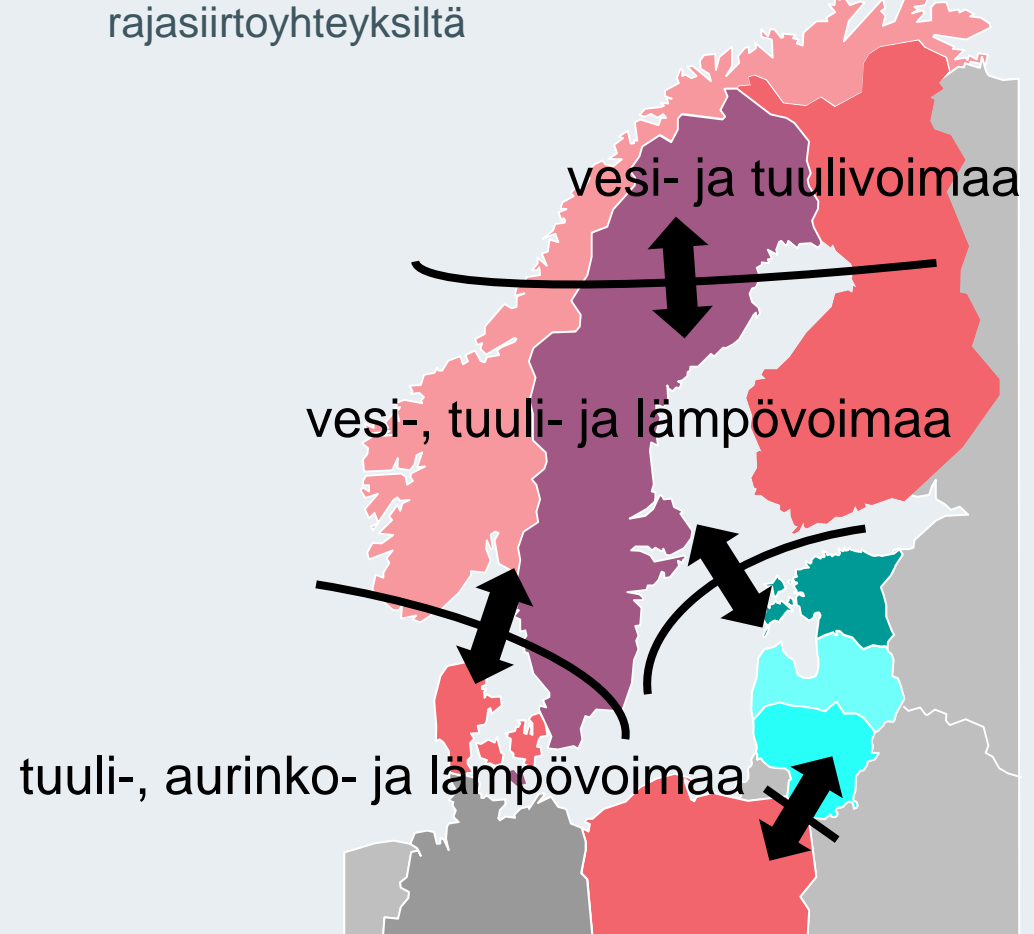 rajasiirtoyhteyksiltä
vesi- ja tuulivoimaa
vesi-, tuuli- ja lämpövoimaa
tuuli-, aurinko- ja lämpövoimaa